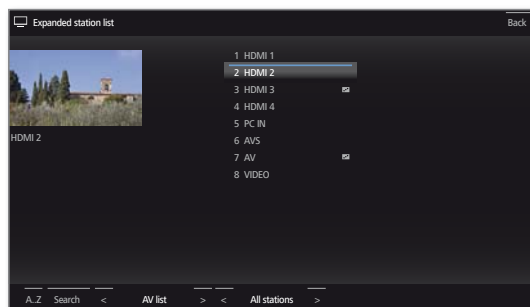 Expanded station list
Back
1 HDMI 1
2 HDMI 2
3 HDMI 3
4 HDMI 4
5 PC IN
6 AVS
7 AV
8 VIDEO
HDMI 2
A..Z Search < AV list > < All stations >